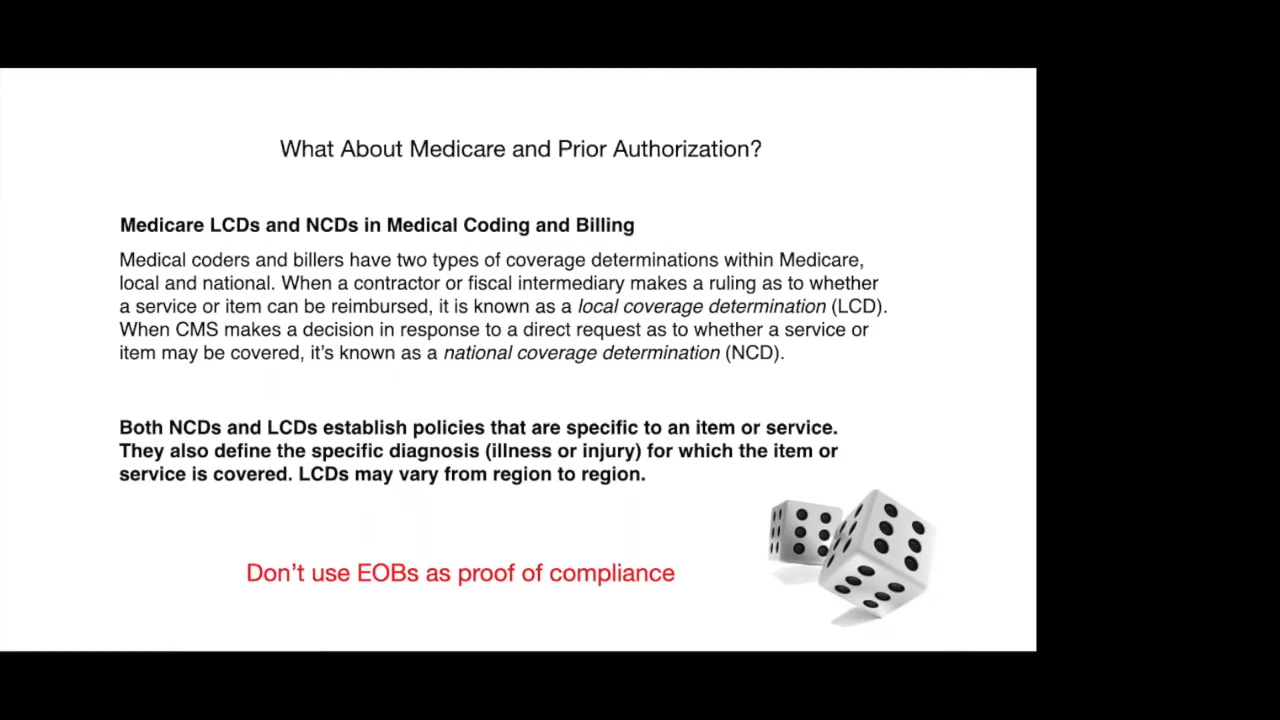 What About Medicare and Prior Authorization?
Medicare LCDs and NCDs in Medical Coding and Billing
Medical coders and billers have two types of coverage determinations within Medicare,
local and national. When a contractor or fiscal intermediary makes a ruling as to whether
a service or item can be reimbursed, it is known as a local coverage determination (LCD).
When CMS makes a decision in response to a direct request as to whether a service or
item may be covered, it’s known as a national coverage determination (NCD).
Both NCDs and LCDs establish policies that are specific to an item or service.
They also define the specific diagnosis (illness or injury) for which the item or
service is covered. LCDs may vary from region to region.
Don’t use EOBs as proof of compliance